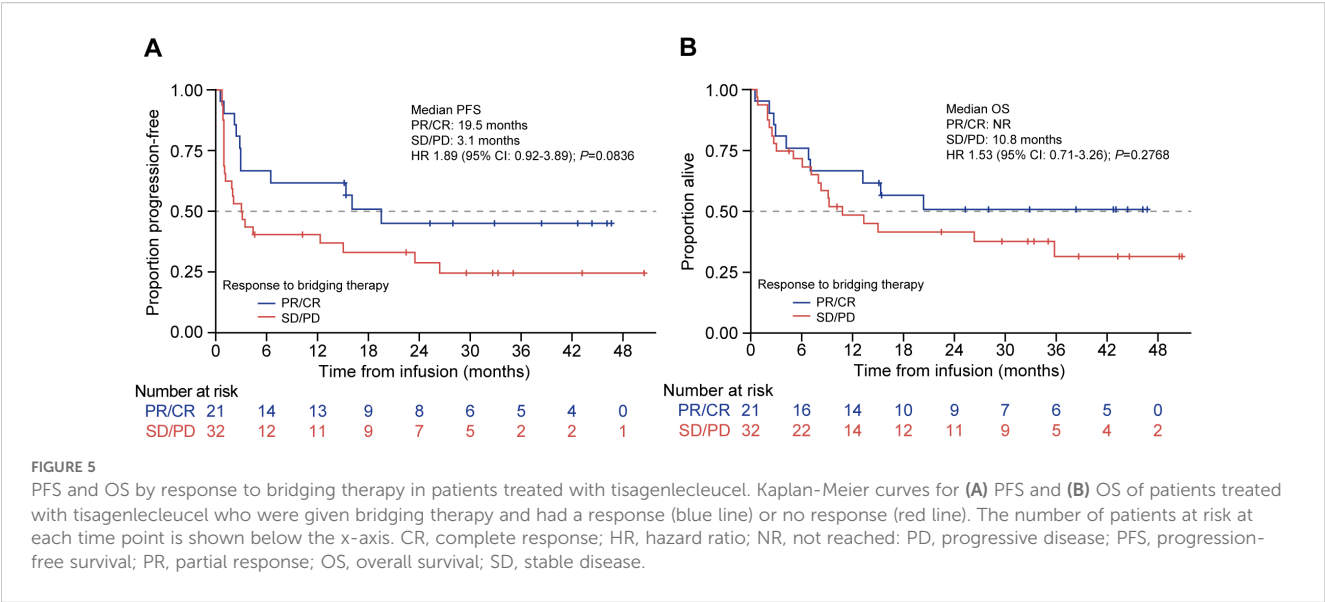 A
1.00
0.75
0.50
0.25
0.00
Proportion progression-free
Median PFS
PR/CR: 19.5 months
SD/PD: 3.1 months
HR 1.89 (95% CI: 0.92-3.89); P=0.0836
Response to bridging therapy
PR/CR
SD/PD
0 6 12 18 24 30 36 42 48
Time from infusion (months)
Number at risk
PR/CR 21 14 13 9 8 6 5 4 0
SD/PD 32 12 11 9 7 5 2 2 1
B
1.00
0.75
0.50
0.25
0.00
Proportion alive
Median OS
PR/CR: NR
SD/PD: 10.8 months
HR 1.53 (95% CI: 0.71-3.26); P=0.2768
Response to bridging therapy
PR/CR
SD/PD
0 6 12 18 24 30 36 42 48
Time from infusion (months)
Number at risk
PR/CR 21 16 14 10 9 7 6 5 0
SD/PD 32 22 14 12 11 9 5 4 2
FIGURE 5
PFS and OS by response to bridging therapy in patients treated with tisagenlecleucel. Kaplan-Meier curves for (A) PFS and (B) OS of patients treated
with tisagenlecleucel who were given bridging therapy and had a response (blue line) or no response (red line). The number of patients at risk at
each time point is shown below the x-axis. CR, complete response; HR, hazard ratio; NR, not reached: PD, progressive disease; PFS, progression-
free survival; PR, partial response; OS, overall survival; SD, stable disease.